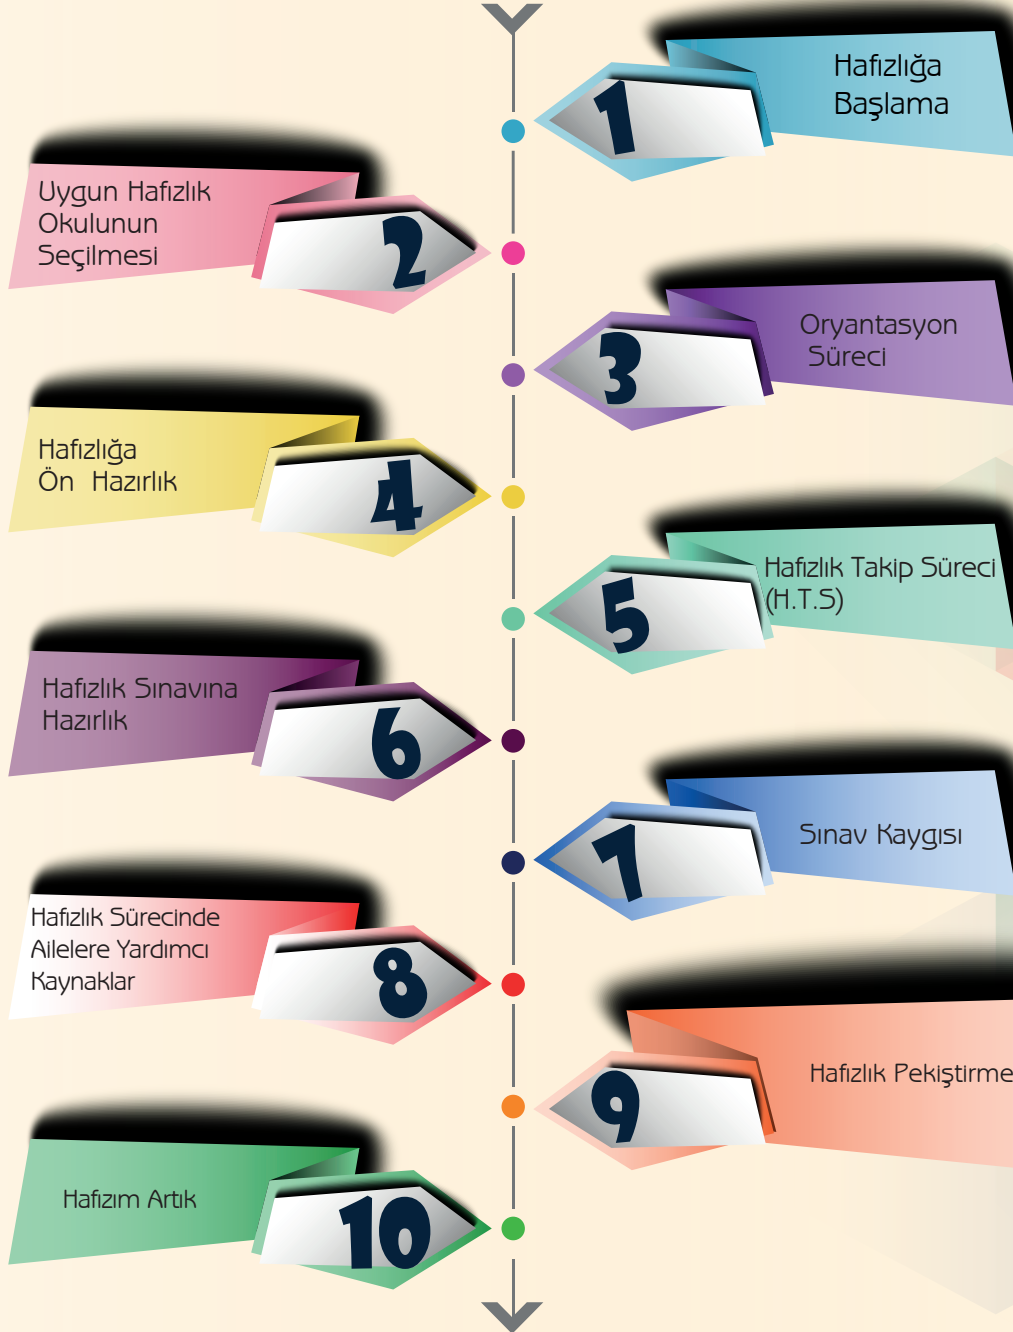 1
Hafızlığa
Başlama
2
Uygun Hafızlık
Okulunun
Seçilmesi
3
Oryantasyon
Süreci
4
Hafızlığa
Ön Hazırlık
5
Hafızlık Takip Süreci
(H.T.S)
6
Hafızlık Sınavına
Hazırlık
7
Sınav Kaygısı
8
Hafızlık Sürecinde
Ailelere Yardımcı
Kaynaklar
9
Hafızlık Pekiştirme
10
Hafızım Artık